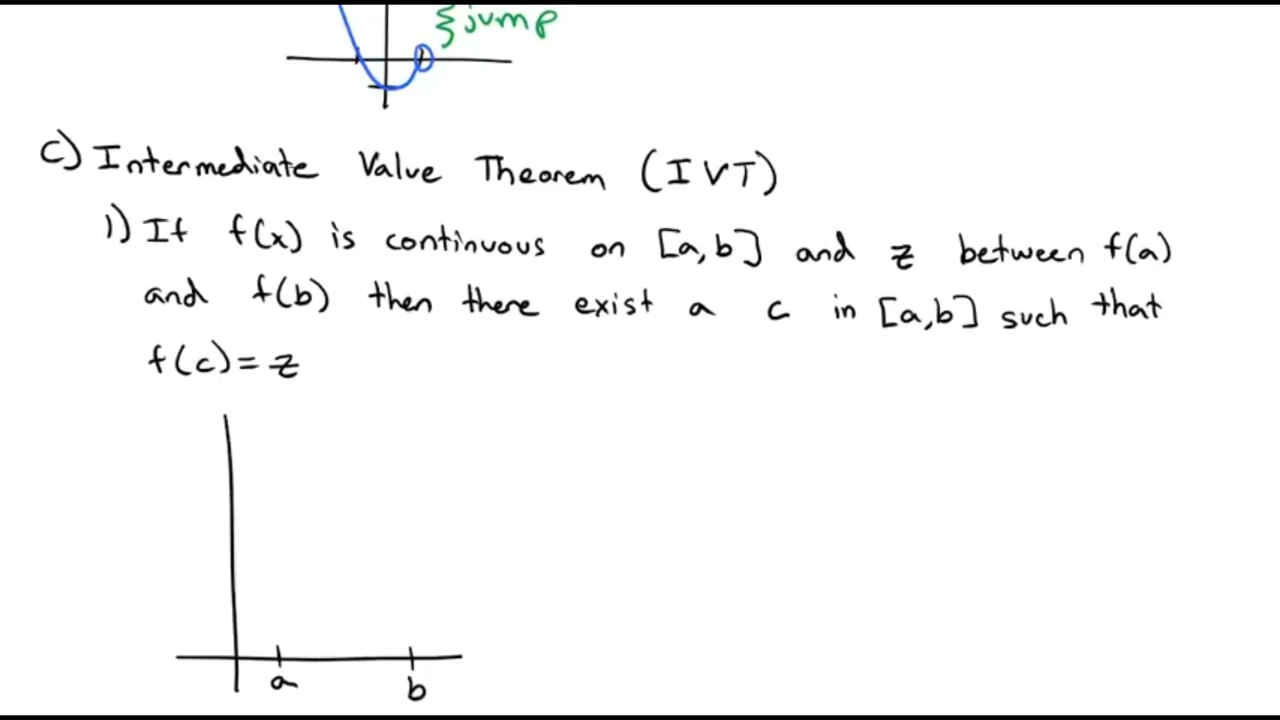 jump
C) Intermediate Value Theorem (IVT)
1) If f(x) is continuous on [a,b] and z between f(a)
and f(b) then there exist a c in [a,b] such that
f(c)=z
a b